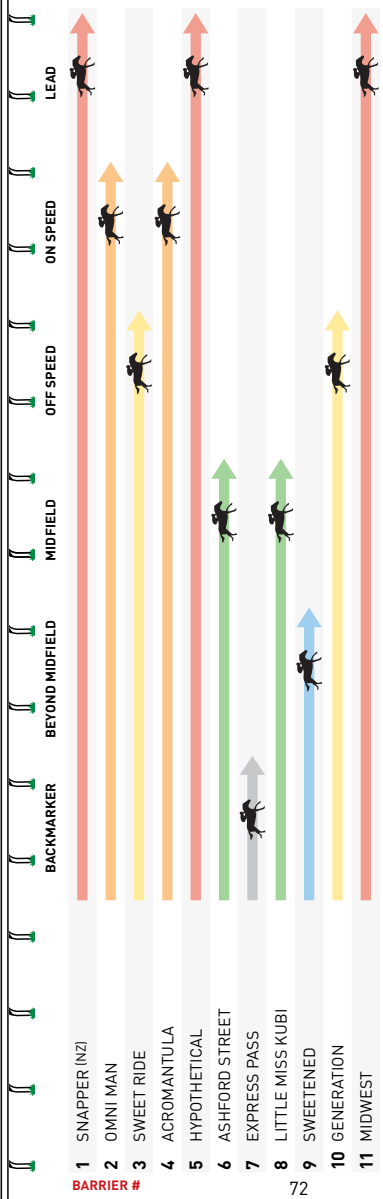 LEAD
ON SPEED
OFF SPEED
MIDFIELD
BEYOND MIDFIELD
BACKMARKER
1 SNAPPER (NZ)
2 OMNI MAN
3 SWEET RIDE
4 ACROMANTULA
5 HYPOTHETICAL
6 ASHFORD STREET
7 EXPRESS PASS
8 LITTLE MISS KUBI
9 SWEETENED
10 GENERATION
11 MIDWEST
BARRIER #
72